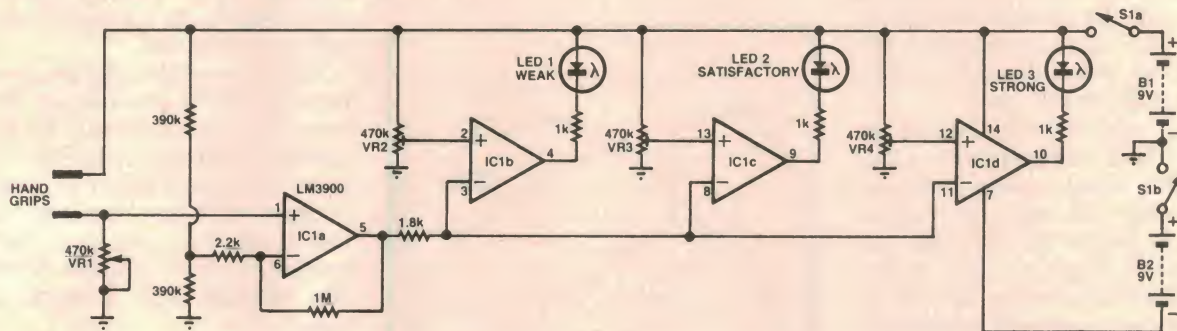 S1a
LED 1
WEAK
LED 2
SATISFACTORY
LED 3
STRONG
λ
λ
λ
+
B1
9V
−
390k
1k
1k
1k
470k
VR2
2
+
IC1b
4
3
−
470k
VR3
13
+
IC1c
9
8
−
470k
VR4
12
+
14
IC1d
10
11
−
7
S1b
HAND
GRIPS
LM3900
1
+
IC1a
5
6
−
1.8k
470k
VR1
2.2k
390k
1M
+
B2
9V
−